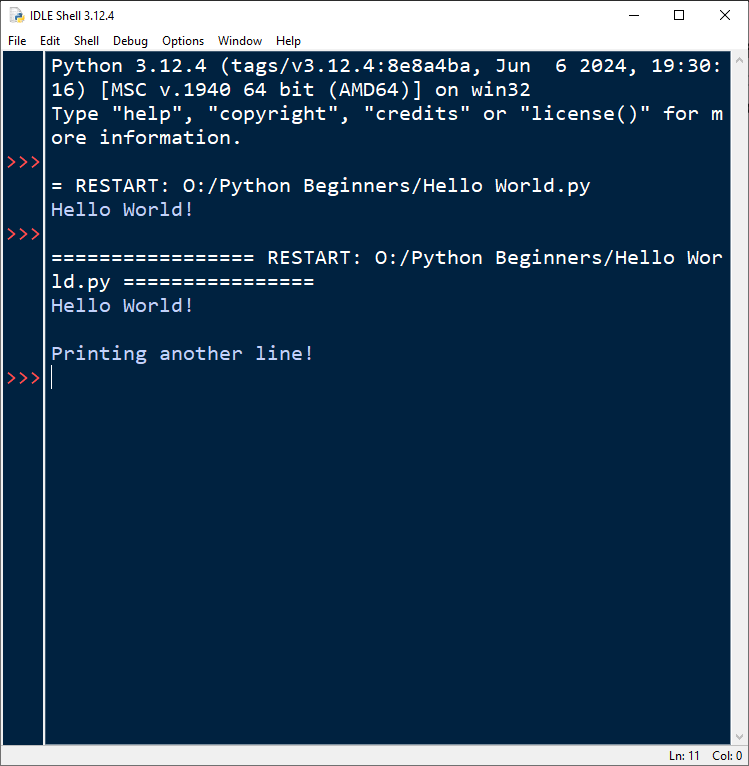 IDLE Shell 3.12.4
File Edit Shell Debug Options Window Help
Python 3.12.4 (tags/v3.12.4:8e8a4ba, Jun  6 2024, 19:30:
16) [MSC v.1940 64 bit (AMD64)] on win32
Type "help", "copyright", "credits" or "license()" for m
ore information.
>>>
= RESTART: O:/Python Beginners/Hello World.py
Hello World!
>>>
================= RESTART: O:/Python Beginners/Hello Wor
ld.py ================
Hello World!
Printing another line!
>>>
Ln: 11 Col: 0